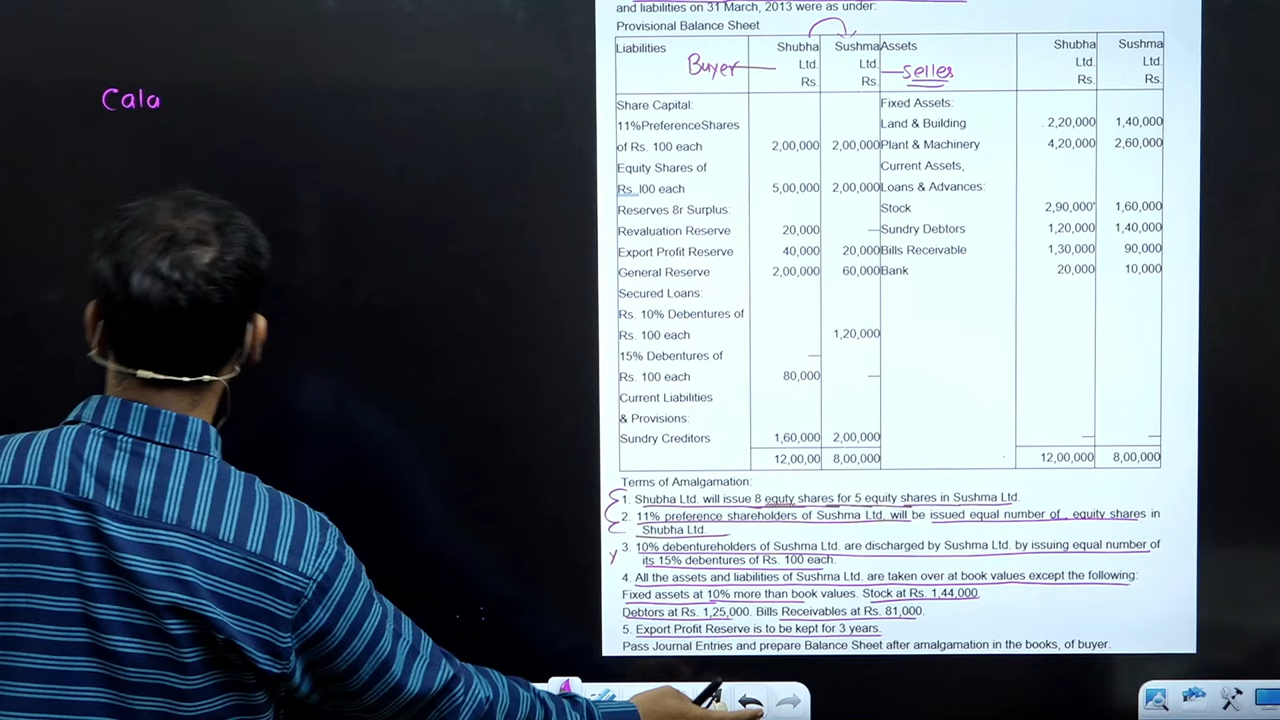 and liabilities on 31 March, 2013 were as under:
Provisional Balance Sheet
Liabilities Shubha Ltd. Rs. Sushma Ltd. Rs. Assets Shubha Ltd. Rs. Sushma Ltd. Rs.
Buyer
Selles
Cala
Share Capital: Fixed Assets:
11%PreferenceShares Land & Building 2,20,000 1,40,000
of Rs. 100 each 2,00,000 2,00,000 Plant & Machinery 4,20,000 2,60,000
Equity Shares of Current Assets,
Rs. l00 each 5,00,000 2,00,000 Loans & Advances:
Reserves 8r Surplus: Stock 2,90,000' 1,60,000
Revaluation Reserve 20,000 — Sundry Debtors 1,20,000 1,40,000
Export Profit Reserve 40,000 20,000 Bills Receivable 1,30,000 90,000
General Reserve 2,00,000 60,000 Bank 20,000 10,000
Secured Loans:
Rs. 10% Debentures of
Rs. 100 each 1,20,000
15% Debentures of —
Rs. 100 each 80,000 —
Current Liabilities
& Provisions:
Sundry Creditors 1,60,000 2,00,000 — —
12,00,00 8,00,000 12,00,000 8,00,000
Terms of Amalgamation:
1. Shubha Ltd. will issue 8 equty shares for 5 equity shares in Sushma Ltd.
2. 11% preference shareholders of Sushma Ltd. will be issued equal number of . equity shares in
Shubha Ltd.
3. 10% debentureholders of Sushma Ltd. are discharged by Sushma Ltd. by issuing equal number of
its 15% debentures of Rs. 100 each.
4. All the assets and liabilities of Sushma Ltd. are taken over at book values except the following:
Fixed assets at 10% more than book values. Stock at Rs. 1,44,000.
Debtors at Rs. 1,25,000. Bills Receivables at Rs. 81,000.
5. Export Profit Reserve is to be kept for 3 years.
Pass Journal Entries and prepare Balance Sheet after amalgamation in the books, of buyer.